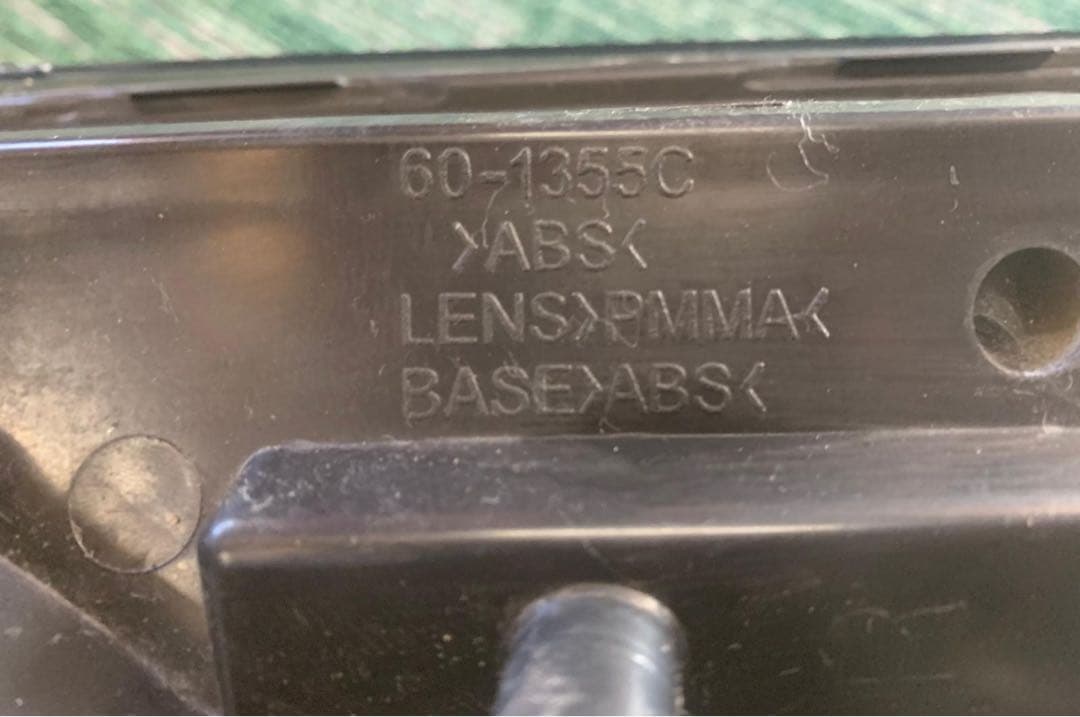 60-1355C
>ABS<
LENS>PMMA<
BASE>ABS<